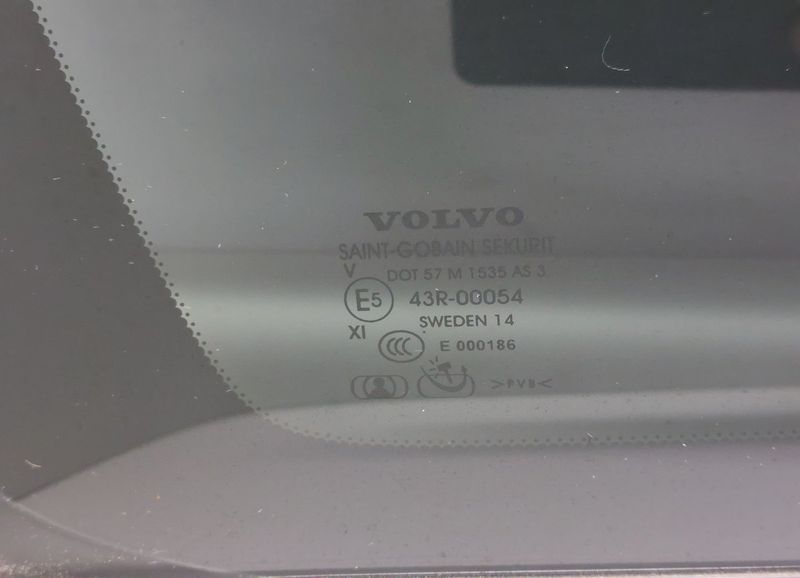 VOLVO
SAINT-GOBAIN SEKURIT
V
DOT 57 M 1535 AS 3
E5 43R-00054
XI
SWEDEN 14
CCC E 000186
>PVB<